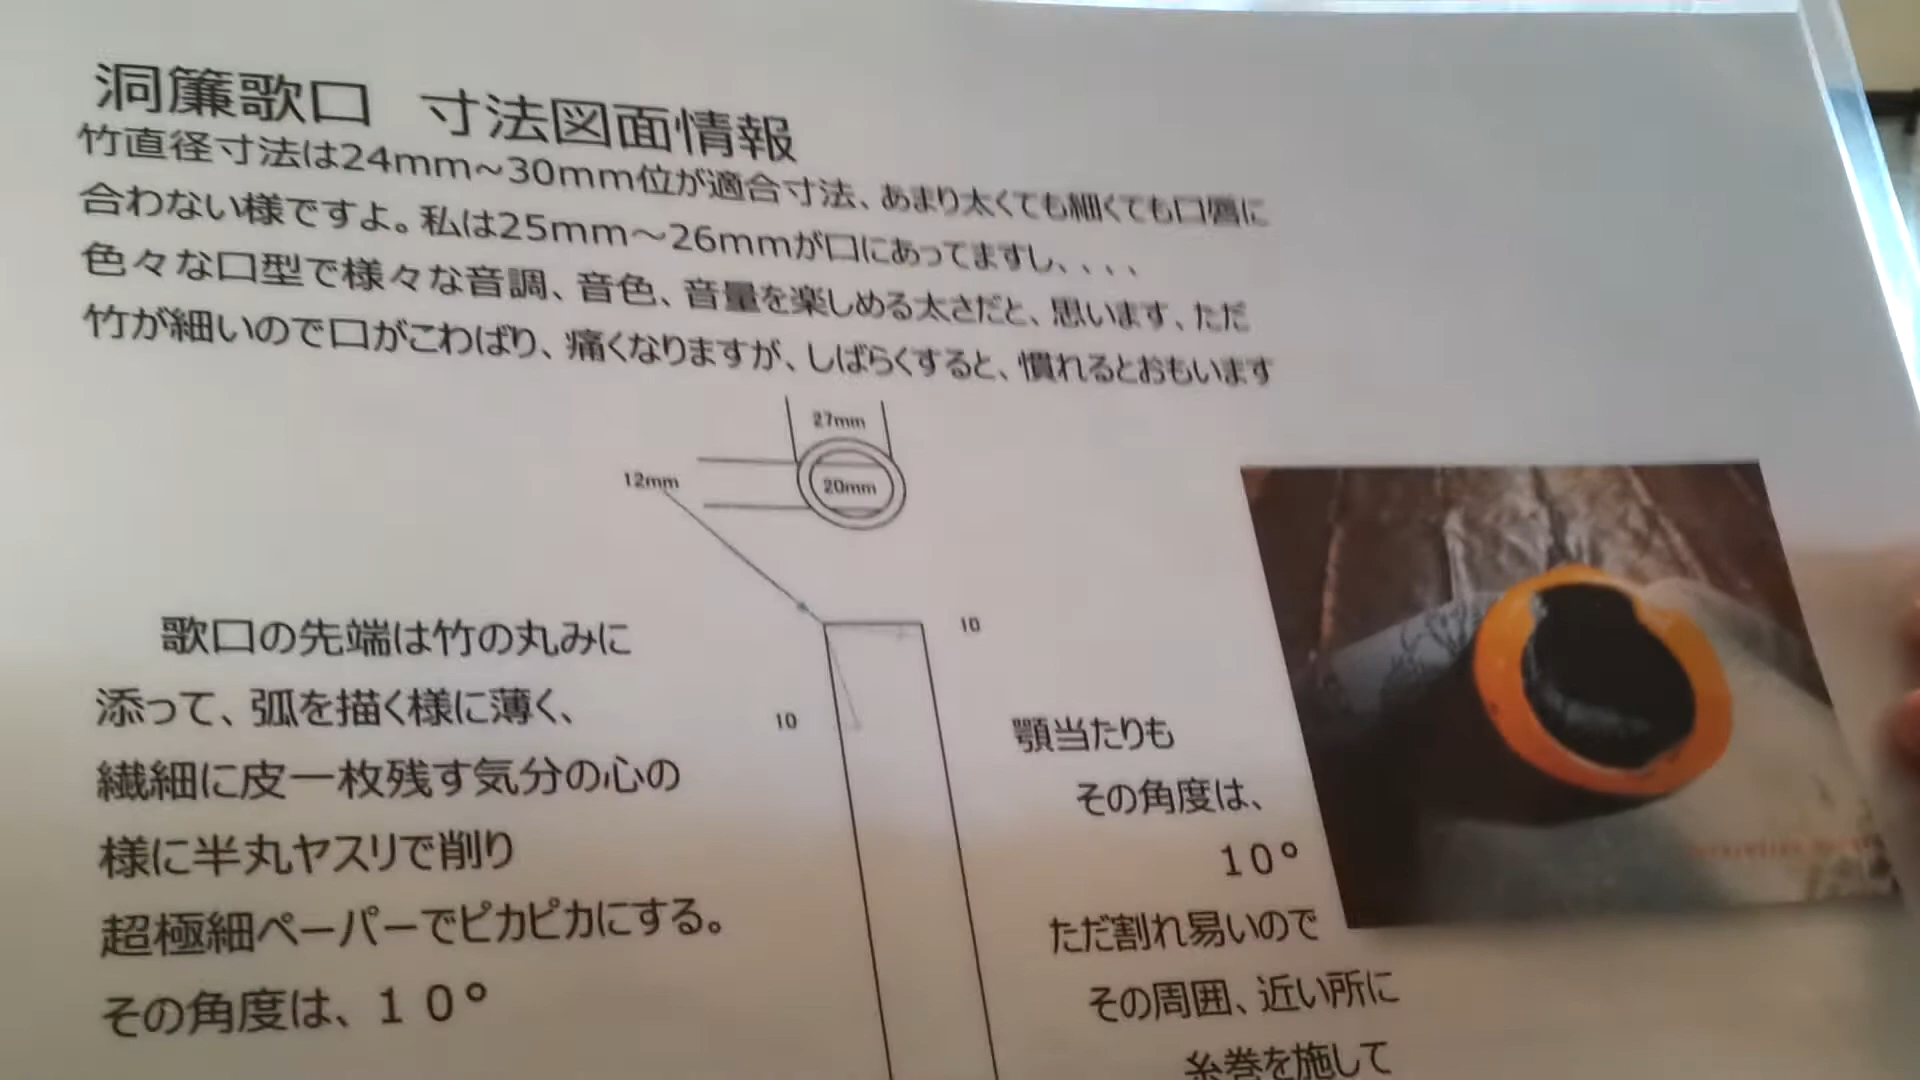 洞簾歌口 寸法図面情報
竹直径寸法は24mm~30mm位が適合寸法、あまり太くても細くても口唇に
合わない様ですよ。私は25mm～26mmが口にあってますし、、、、
色々な口型で様々な音調、音色、音量を楽しめる太さだと、思います、ただ
竹が細いので口がこわばり、痛くなりますが、しばらくすると、慣れるとおもいます
27mm
12mm
20mm
10
10
歌口の先端は竹の丸みに
添って、弧を描く様に薄く、
繊細に皮一枚残す気分の心の
様に半丸ヤスリで削り
超極細ペーパーでピカピカにする。
その角度は、１０°
顎当たりも
その角度は、
１０°
ただ割れ易いので
その周囲、近い所に
糸巻を施して